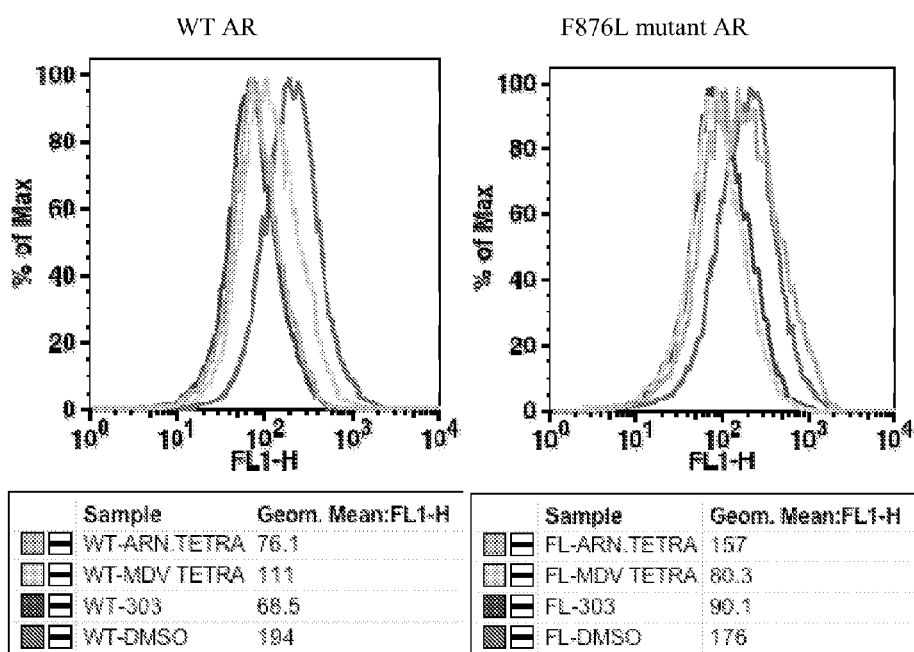 WT AR
F876L mutant AR
100
80
60
40
20
0
% of Max
10^0 10^1 10^2 10^3 10^4
FL1-H
100
80
60
40
20
0
% of Max
10^0 10^1 10^2 10^3 10^4
FL1-H
Sample Geom. Mean:FL1-H
WT-ARN.TETRA 76.1
WT-MDV TETRA 111
WT-303 68.5
WT-DMSO 194
Sample Geom. Mean:FL1-H
FL-ARN.TETRA 157
FL-MDV TETRA 80.3
FL-303 90.1
FL-DMSO 176